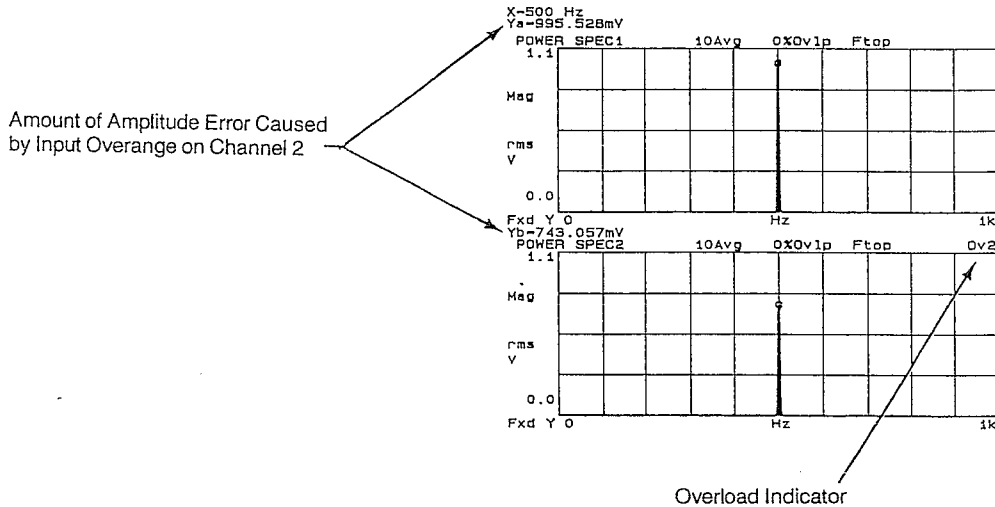 X=500 Hz
Ya=995.528mV
POWER SPEC1 10Avg 0%Ovlp Ftop
1.1
Mag
rms
V
0.0
Fxd Y 0 Hz 1k
Amount of Amplitude Error Caused
by Input Overange on Channel 2
Yb=743.057mV
POWER SPEC2 10Avg 0%Ovlp Ftop Ov2
1.1
Mag
rms
V
0.0
Fxd Y 0 Hz 1k
Overload Indicator